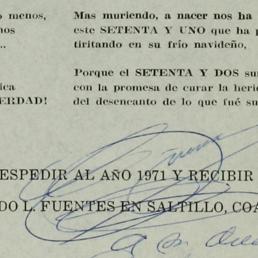 o menos, Mas muriendo, a nacer nos ha
nos este SETENTA Y UNO que ha p
... tiritando en su frío navideño,
Porque el SETENTA Y DOS su
ica con la promesa de curar la heri
ERDAD! del desencanto de lo que fué su
ESPEDIR AL AÑO 1971 Y RECIBIR
DO L. FUENTES EN SALTILLO, COA